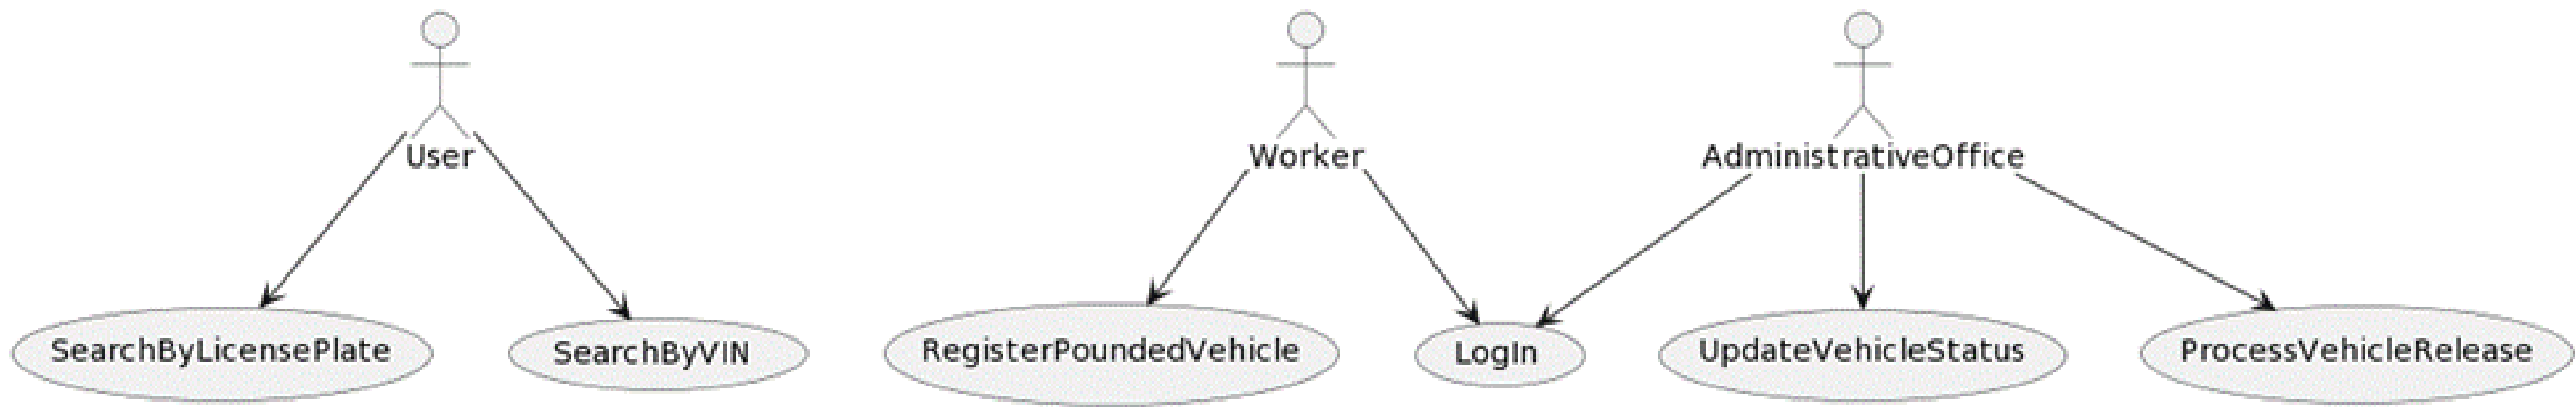 User
Worker
AdministrativeOffice
SearchByLicensePlate
SearchByVIN
RegisterPoundedVehicle
LogIn
UpdateVehicleStatus
ProcessVehicleRelease